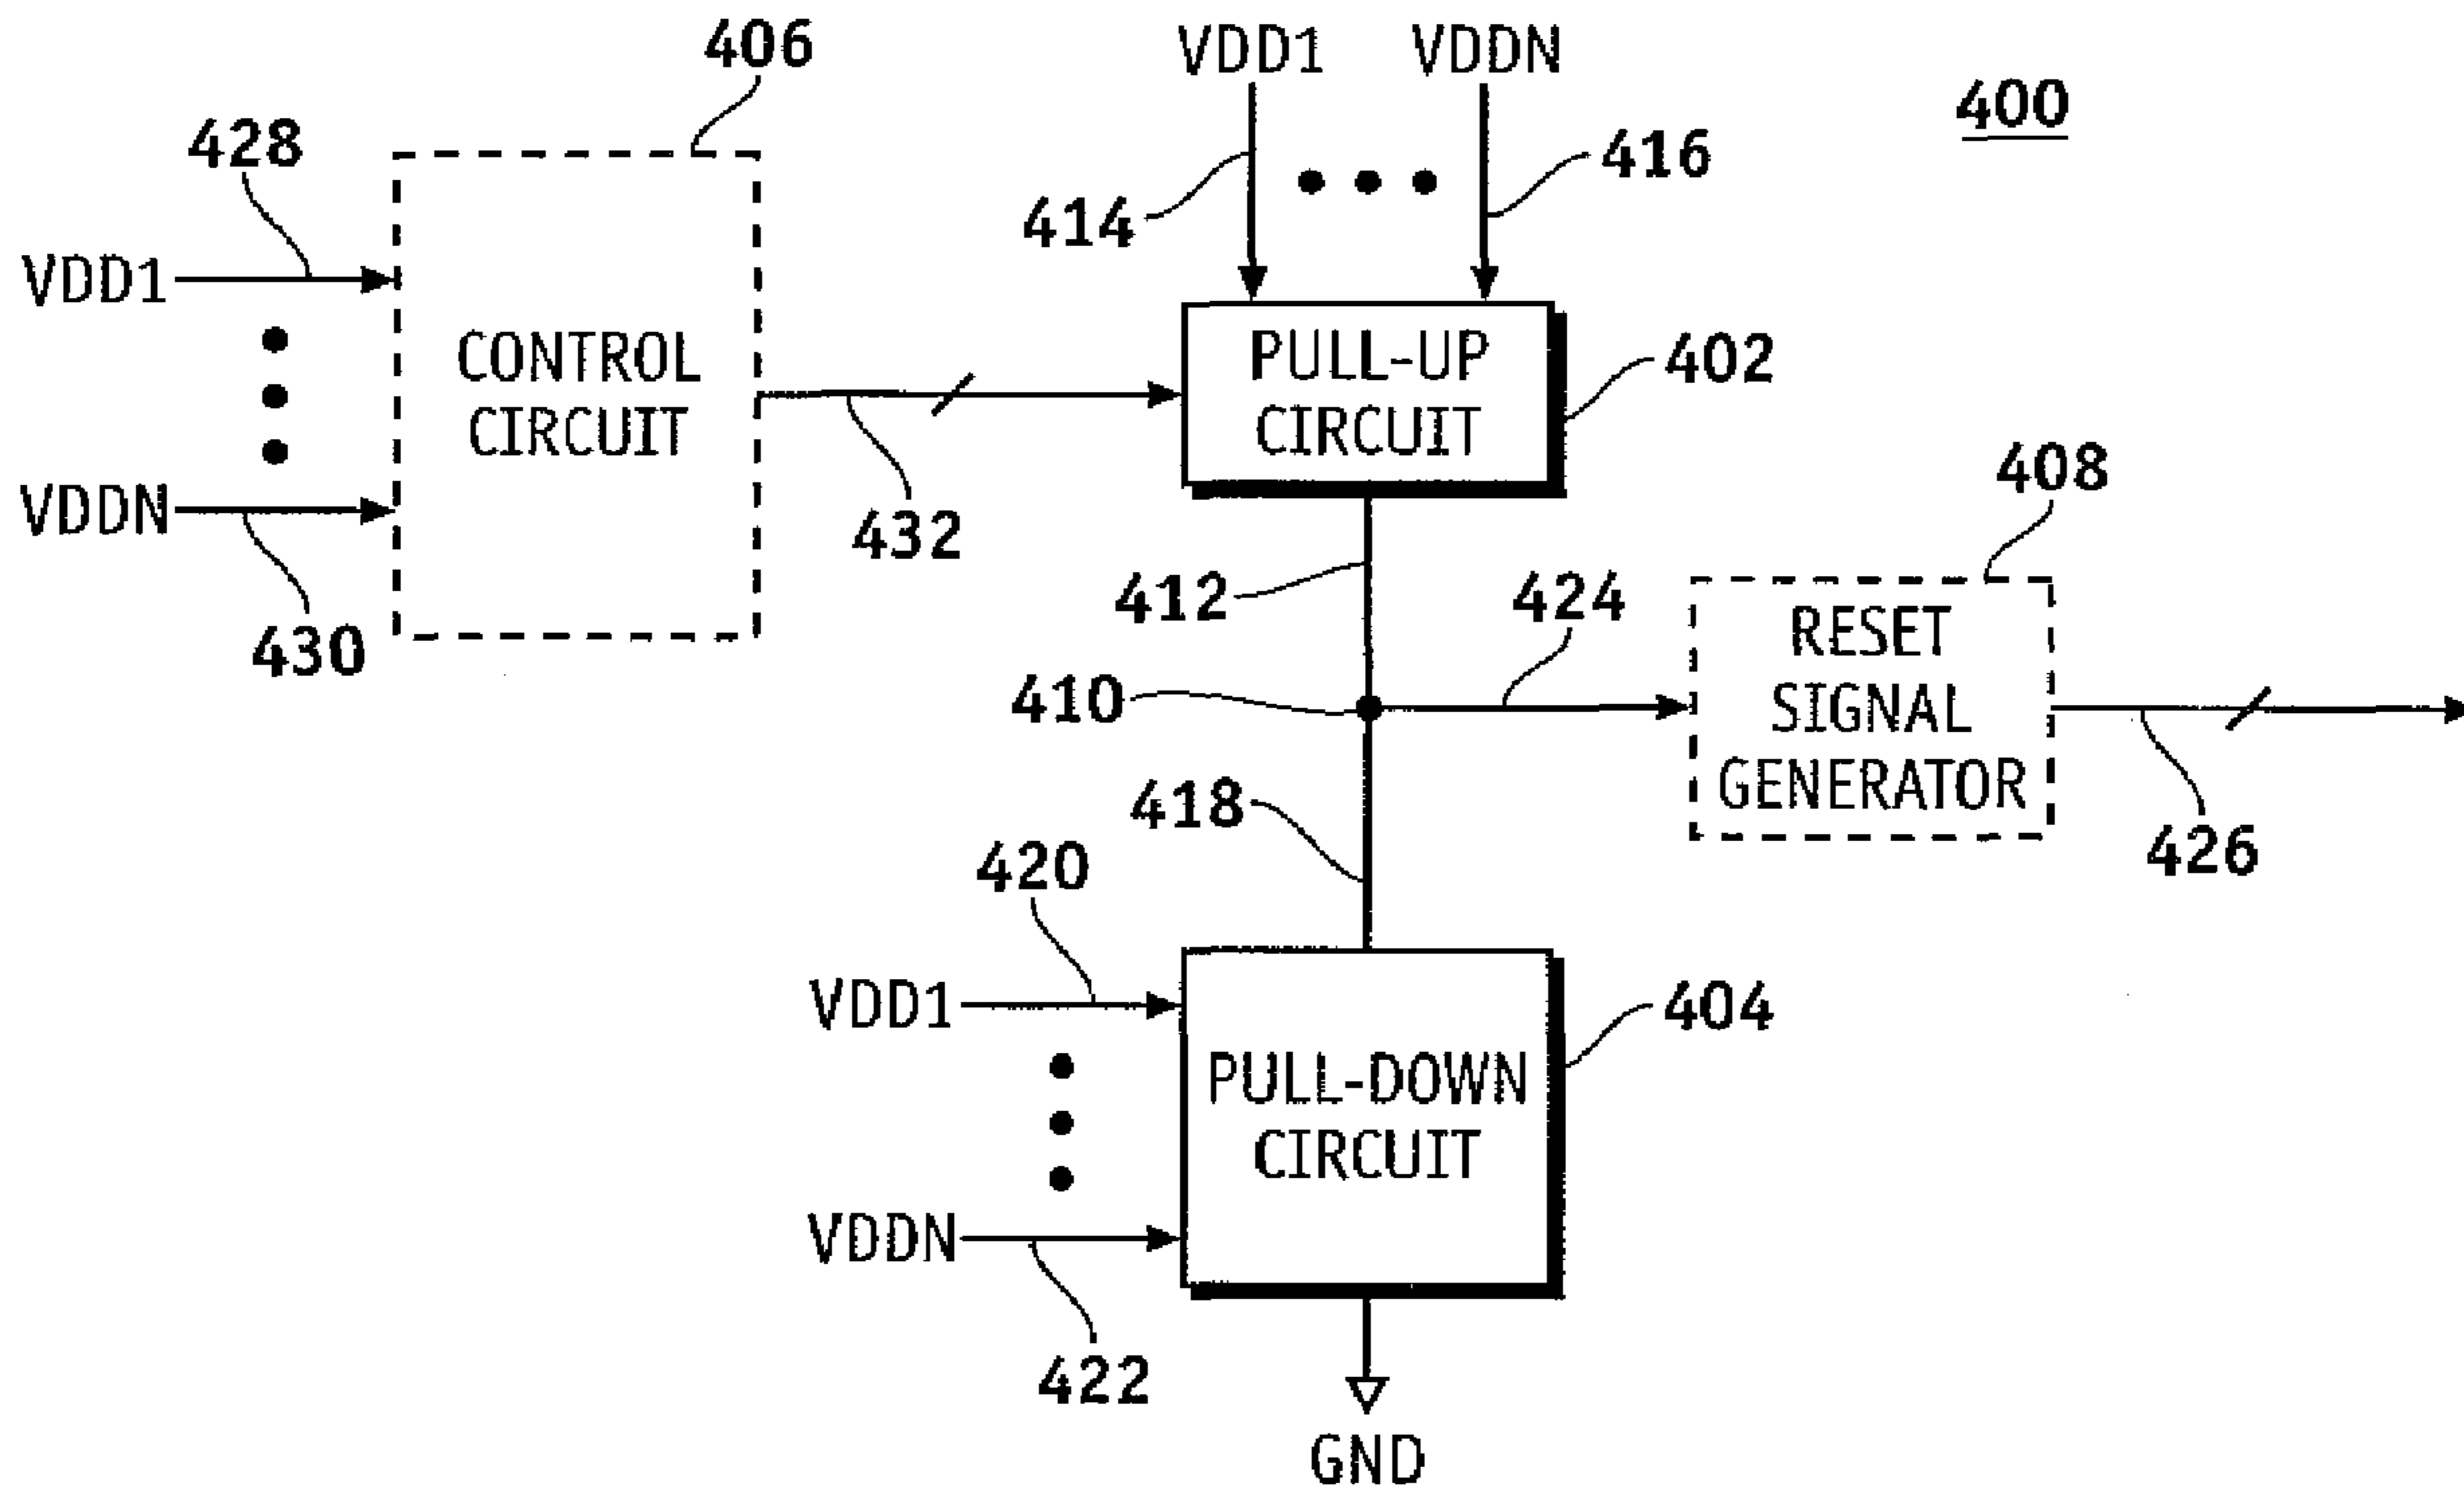 406
VDD1 VDDN
400
428
416
414
VDD1
CONTROL
CIRCUIT
PULL-UP
CIRCUIT
402
408
VDDN
432
412
424
430
RESET
SIGNAL
GENERATOR
410
418
420
426
VDD1
404
PULL-DOWN
CIRCUIT
VDDN
422
GND